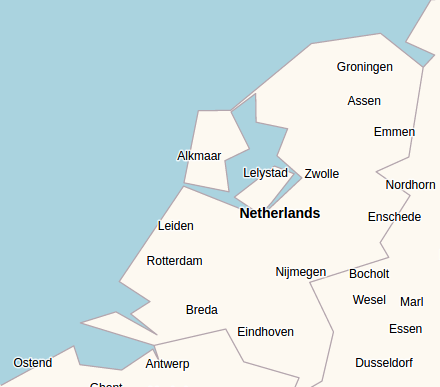 Groningen
Assen
Emmen
Alkmaar
Lelystad
Zwolle
Nordhorn
Netherlands
Enschede
Leiden
Rotterdam
Nijmegen
Bocholt
Wesel
Marl
Breda
Eindhoven
Essen
Ostend
Antwerp
Dusseldorf
Ghent